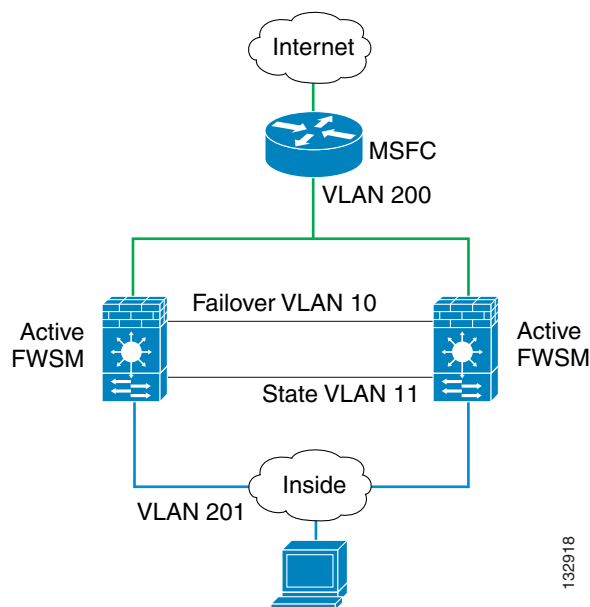 Internet
MSFC
VLAN 200
Failover VLAN 10
Active
FWSM
Active
FWSM
State VLAN 11
Inside
VLAN 201
132918